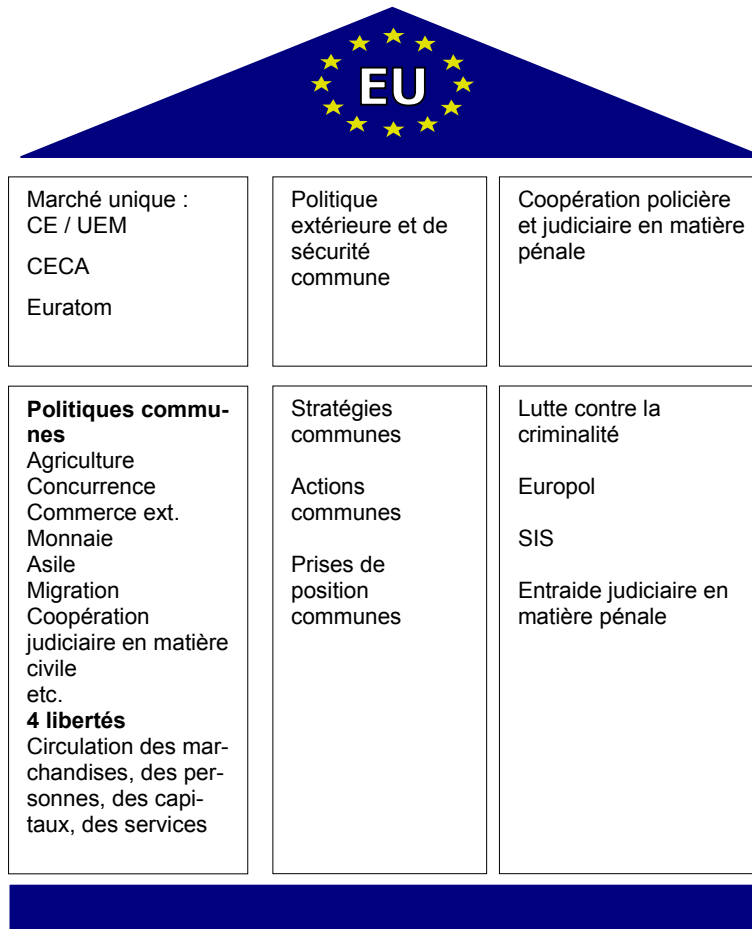 EU
Marché unique :
CE / UEM
CECA
Euratom
Politique
extérieure et de
sécurité
commune
Coopération policière
et judiciaire en matière
pénale
Politiques commu-
nes
Agriculture
Concurrence
Commerce ext.
Monnaie
Asile
Migration
Coopération
judiciaire en matière
civile
etc.
4 libertés
Circulation des mar-
chandises, des per-
sonnes, des capi-
taux, des services
Stratégies
communes
Actions
communes
Prises de
position
communes
Lutte contre la
criminalité
Europol
SIS
Entraide judiciaire en
matière pénale